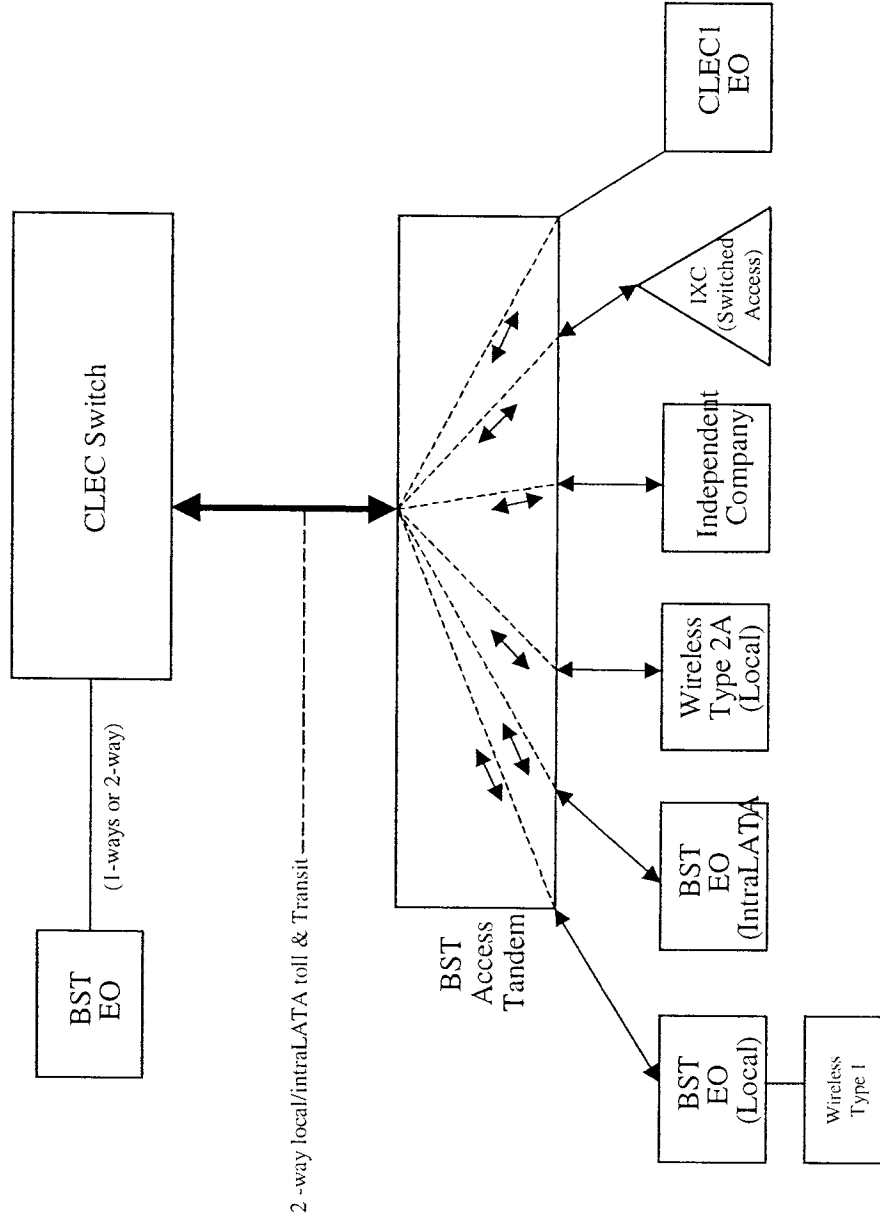 CLEC Switch
BST
EO
(1-ways or 2-way)
2 -way local/intraLATA toll & Transit
BST
Access
Tandem
BST
EO
(Local)
Wireless
Type 1
BST
EO
(IntraLATA)
Wireless
Type 2A
(Local)
Independent
Company
IXC
(Switched
Access)
CLEC1
EO